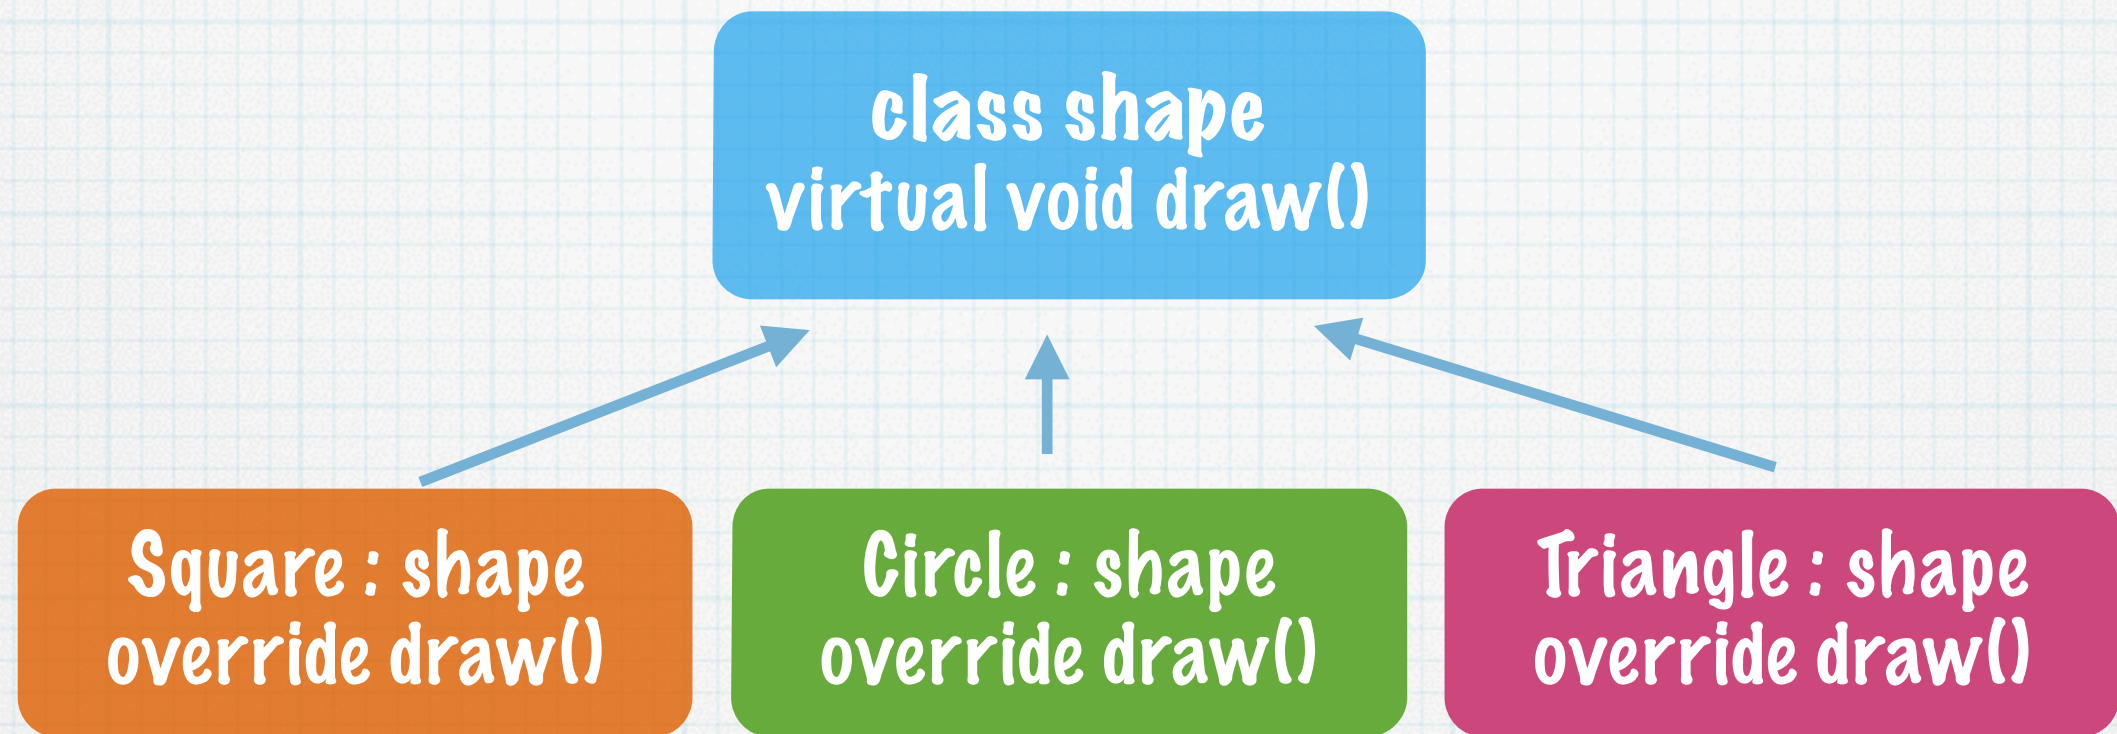 class shape
virtual void draw()
Square : shape
override draw()
Circle : shape
override draw()
Triangle : shape
override draw()